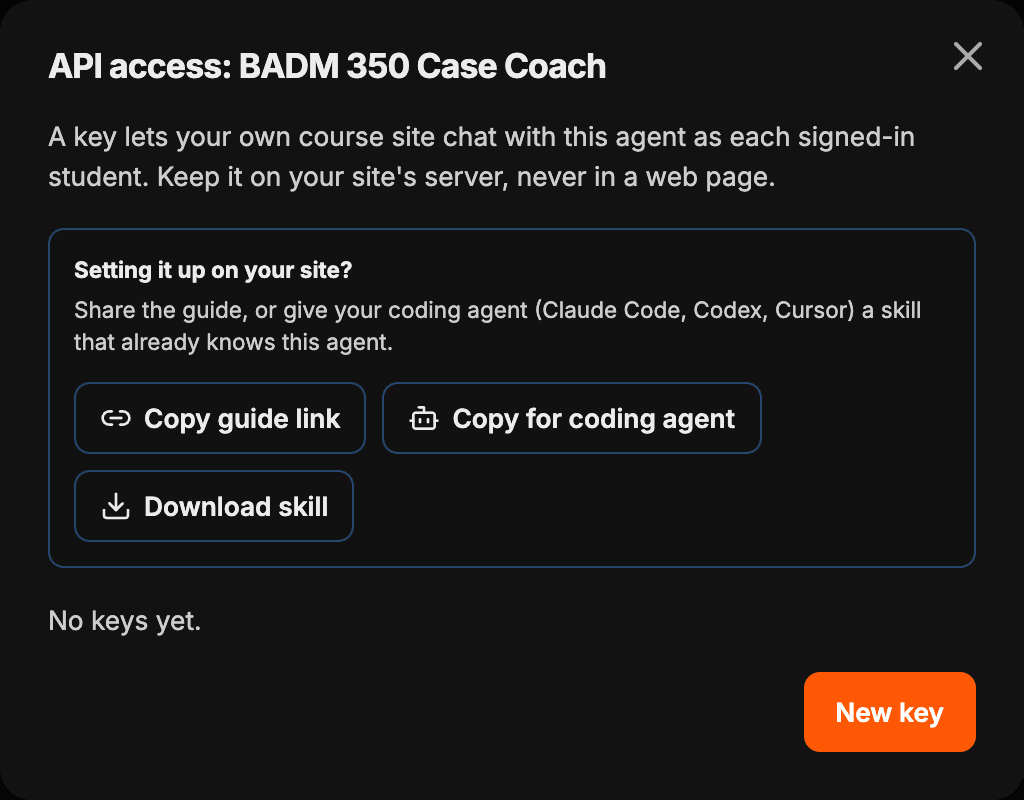 API access: BADM 350 Case Coach
A key lets your own course site chat with this agent as each signed-in
student. Keep it on your site's server, never in a web page.
Setting it up on your site?
Share the guide, or give your coding agent (Claude Code, Codex, Cursor) a skill
that already knows this agent.
Copy guide link
Copy for coding agent
Download skill
No keys yet.
New key